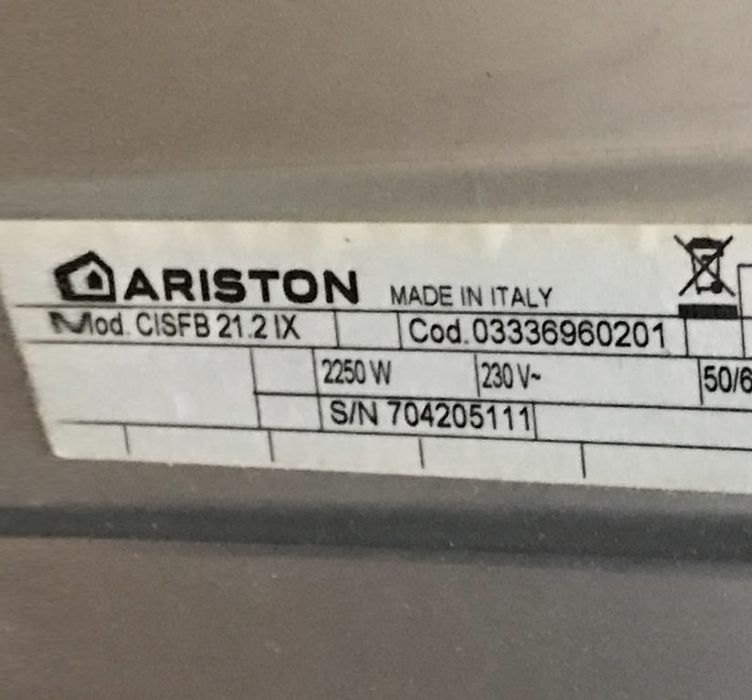 ARISTON MADE IN ITALY
Mod. CISFB 21.2 IX Cod. 03336960201
2250 W 230 V~ 50/6
S/N 704205111